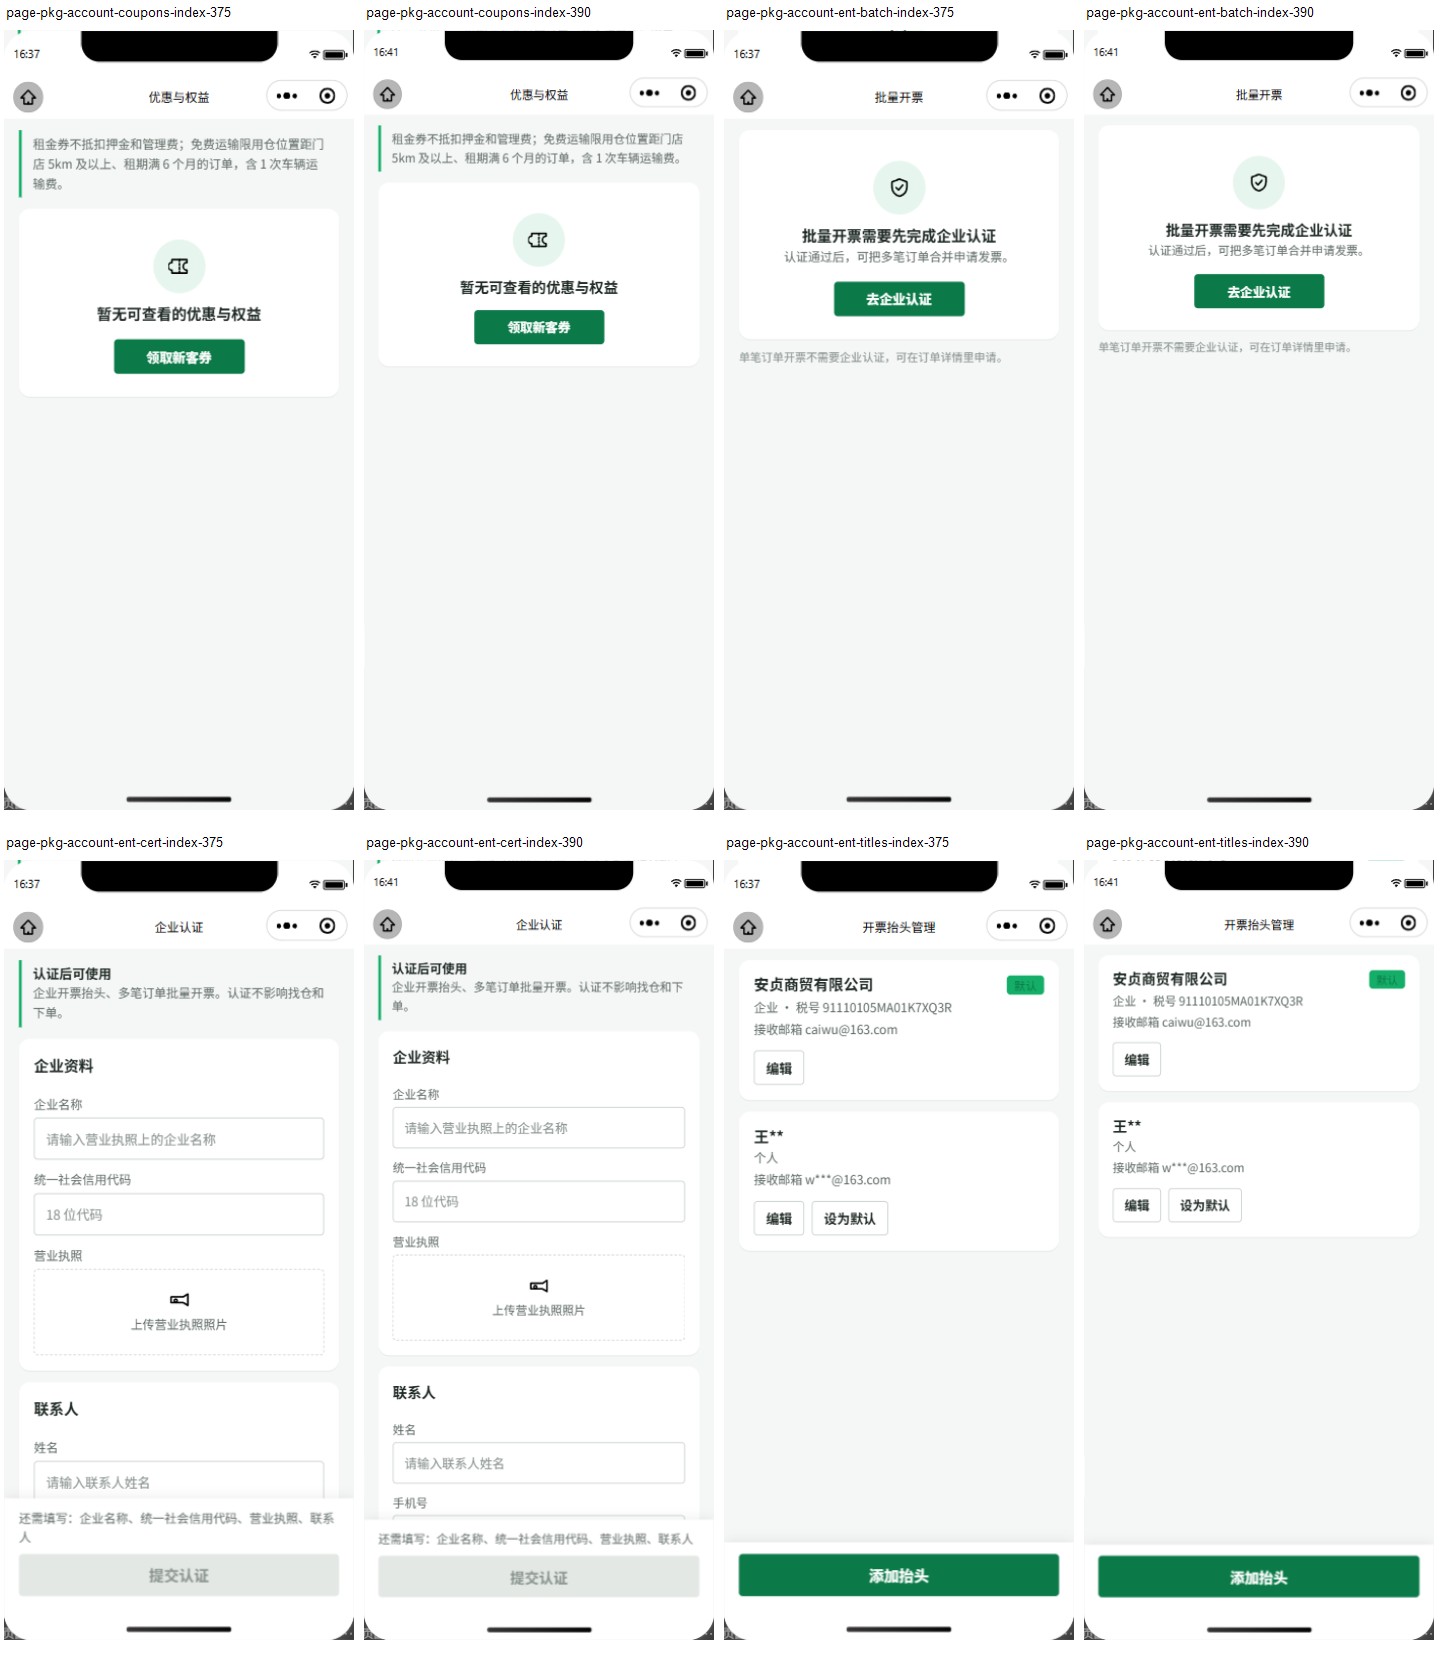 page-pkg-account-coupons-index-375
16:37
优惠与权益
租金券不抵扣押金和管理费；免费运输限用仓位置距门
店 5km 及以上、租期满 6 个月的订单，含 1 次车辆运
输费。
暂无可查看的优惠与权益
领取新客券
page-pkg-account-coupons-index-390
16:41
优惠与权益
租金券不抵扣押金和管理费；免费运输限用仓位置距门店
5km 及以上、租期满 6 个月的订单，含 1 次车辆运输费。
暂无可查看的优惠与权益
领取新客券
page-pkg-account-ent-batch-index-375
16:37
批量开票
批量开票需要先完成企业认证
认证通过后，可把多笔订单合并申请发票。
去企业认证
单笔订单开票不需要企业认证，可在订单详情里申请。
page-pkg-account-ent-batch-index-390
16:41
批量开票
批量开票需要先完成企业认证
认证通过后，可把多笔订单合并申请发票。
去企业认证
单笔订单开票不需要企业认证，可在订单详情里申请。
page-pkg-account-ent-cert-index-375
16:37
企业认证
认证后可使用
企业开票抬头、多笔订单批量开票。认证不影响找仓和
下单。
企业资料
企业名称
请输入营业执照上的企业名称
统一社会信用代码
18 位代码
营业执照
上传营业执照照片
联系人
姓名
请输入联系人姓名
还需填写：企业名称、统一社会信用代码、营业执照、联系
人
提交认证
page-pkg-account-ent-cert-index-390
16:41
企业认证
认证后可使用
企业开票抬头、多笔订单批量开票。认证不影响找仓和下
单。
企业资料
企业名称
请输入营业执照上的企业名称
统一社会信用代码
18 位代码
营业执照
上传营业执照照片
联系人
姓名
请输入联系人姓名
手机号
还需填写：企业名称、统一社会信用代码、营业执照、联系人
提交认证
page-pkg-account-ent-titles-index-375
16:37
开票抬头管理
安贞商贸有限公司
默认
企业 · 税号 91110105MA01K7XQ3R
接收邮箱 caiwu@163.com
编辑
王**
个人
接收邮箱 w***@163.com
编辑
设为默认
添加抬头
page-pkg-account-ent-titles-index-390
16:41
开票抬头管理
安贞商贸有限公司
默认
企业 · 税号 91110105MA01K7XQ3R
接收邮箱 caiwu@163.com
编辑
王**
个人
接收邮箱 w***@163.com
编辑
设为默认
添加抬头